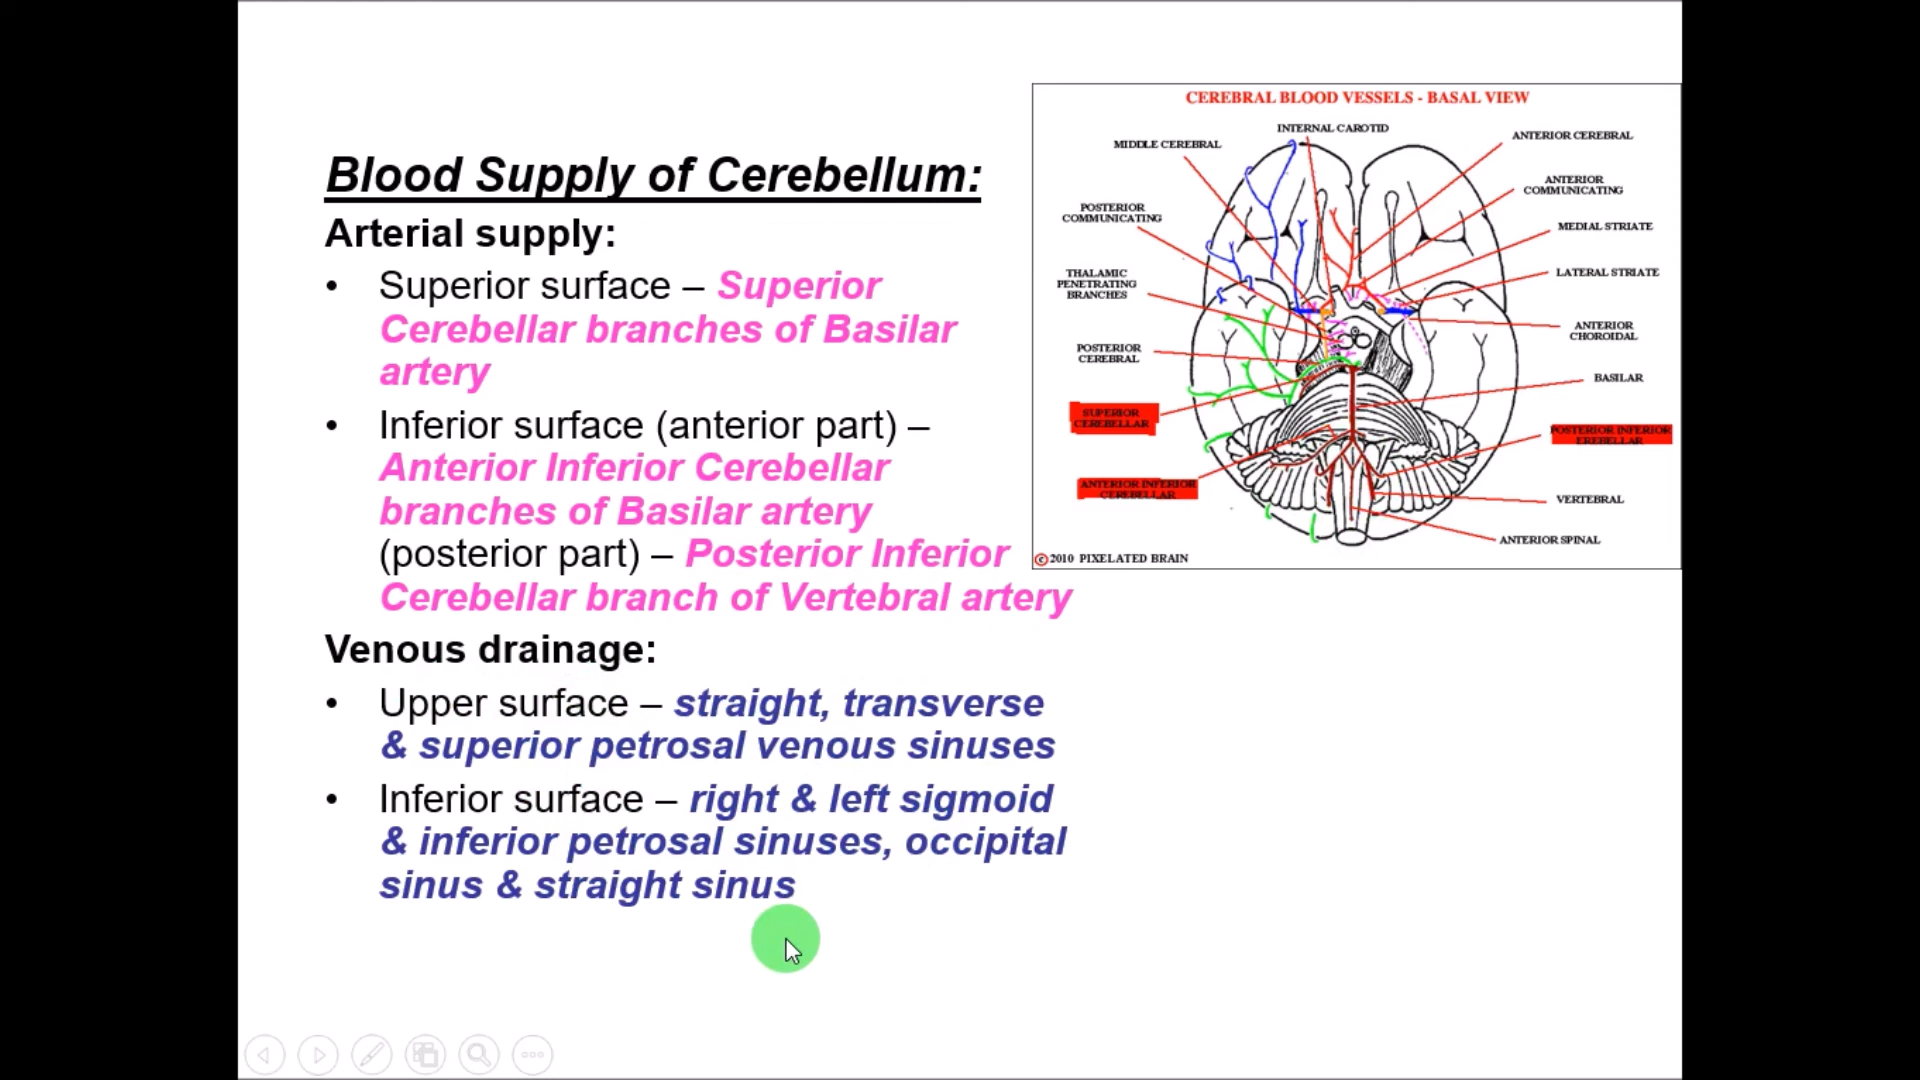 Blood Supply of Cerebellum:
Arterial supply:
• Superior surface – Superior
Cerebellar branches of Basilar
artery
• Inferior surface (anterior part) –
Anterior Inferior Cerebellar
branches of Basilar artery
(posterior part) – Posterior Inferior
Cerebellar branch of Vertebral artery
Venous drainage:
• Upper surface – straight, transverse
& superior petrosal venous sinuses
• Inferior surface – right & left sigmoid
& inferior petrosal sinuses, occipital
sinus & straight sinus
CEREBRAL BLOOD VESSELS - BASAL VIEW
INTERNAL CAROTID
MIDDLE CEREBRAL
ANTERIOR CEREBRAL
ANTERIOR
COMMUNICATING
POSTERIOR
COMMUNICATING
MEDIAL STRIATE
THALAMIC
PENETRATING
BRANCHES
LATERAL STRIATE
ANTERIOR
CHOROIDAL
POSTERIOR
CEREBRAL
BASILAR
SUPERIOR
CEREBELLAR
POSTERIOR INFERIOR
EREBELLAR
ANTERIOR INFERIOR
CEREBELLAR
VERTEBRAL
ANTERIOR SPINAL
© 2010 PIXELATED BRAIN